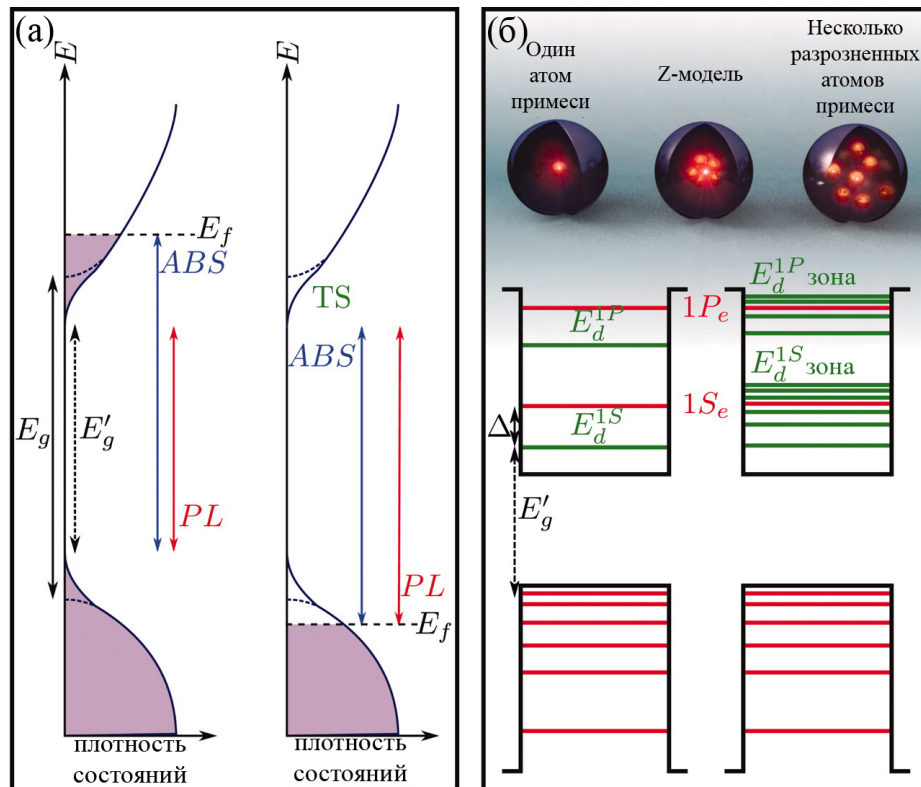 (а)
E
E_f
ABS
TS
ABS
E_g
E'_g
PL
PL
E_f
плотность
состояний
плотность
состояний
(б)
Один
атом
примеси
Z-модель
Несколько
разрозненных
атомов
примеси
E_d^{1P} зона
1P_e
E_d^{1P}
E_d^{1S} зона
1S_e
Δ
E_d^{1S}
E'_g